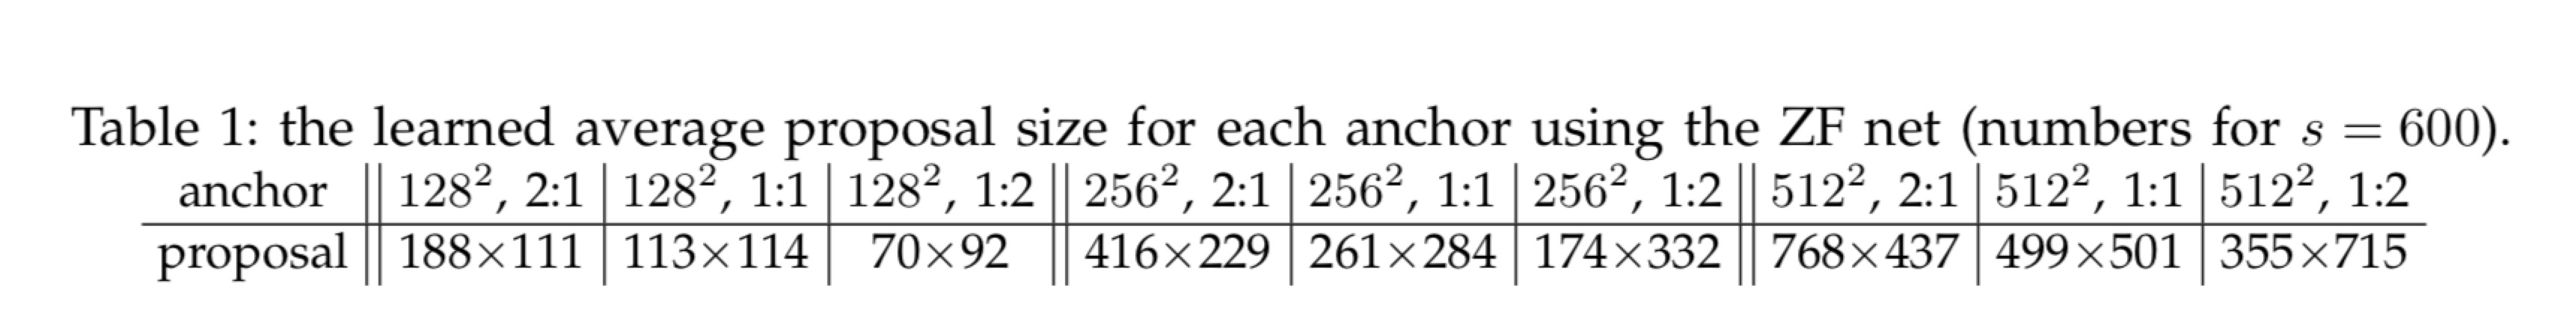 Table 1: the learned average proposal size for each anchor using the ZF net (numbers for s = 600).
anchor 128², 2:1 128², 1:1 128², 1:2 256², 2:1 256², 1:1 256², 1:2 512², 2:1 512², 1:1 512², 1:2
proposal 188×111 113×114 70×92 416×229 261×284 174×332 768×437 499×501 355×715